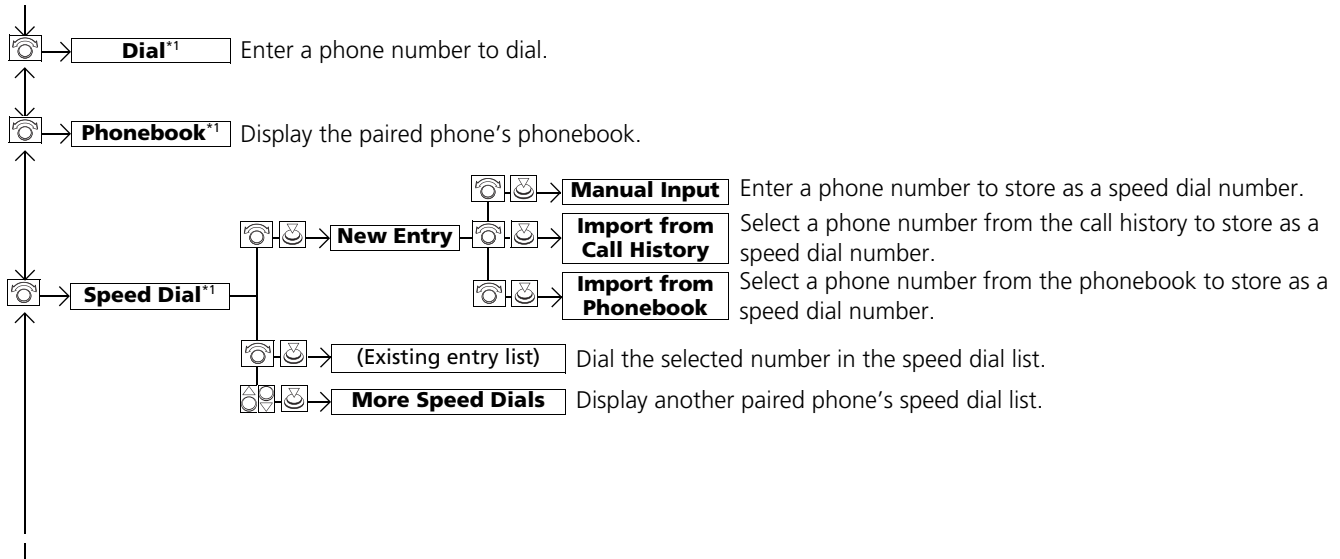 Dial*1 Enter a phone number to dial.
Phonebook*1 Display the paired phone’s phonebook.
Manual Input Enter a phone number to store as a speed dial number.
New Entry
Import from Call History
Select a phone number from the call history to store as a
speed dial number.
Speed Dial*1
Import from Phonebook
Select a phone number from the phonebook to store as a
speed dial number.
(Existing entry list) Dial the selected number in the speed dial list.
More Speed Dials Display another paired phone’s speed dial list.